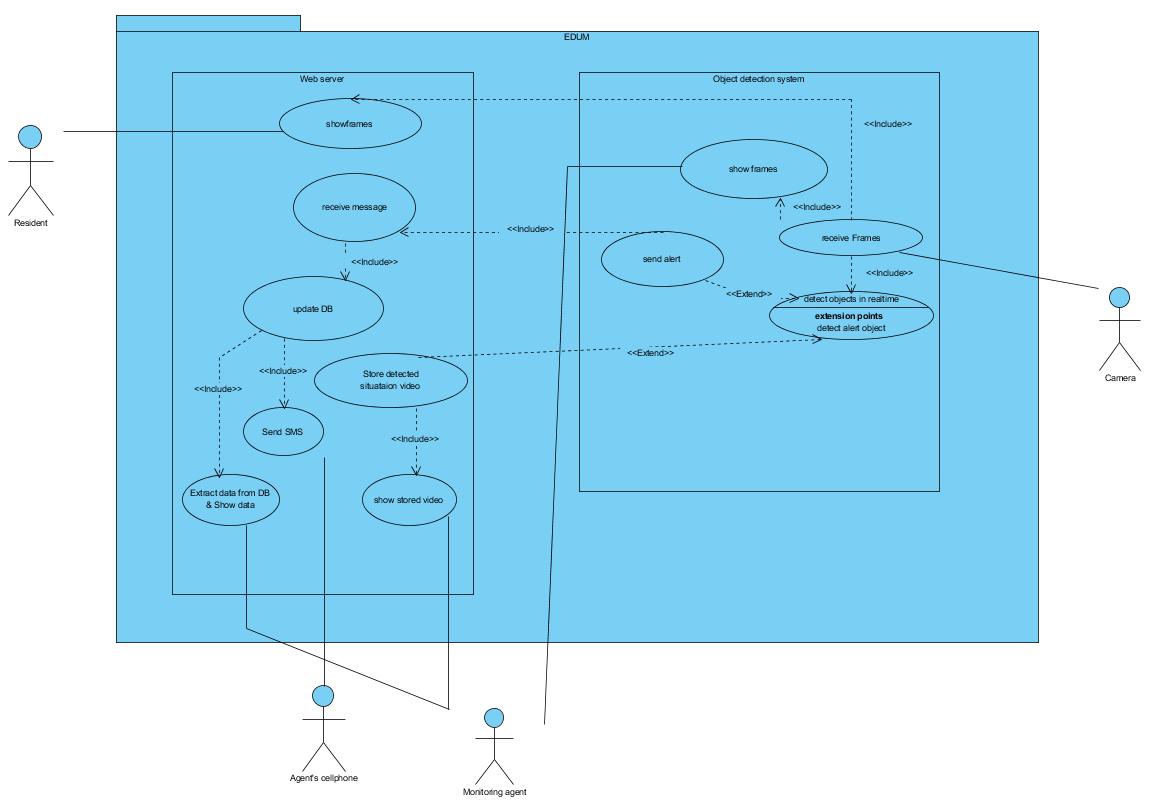 EDUM
Web server
Object detection system
showframes
<<Include>>
show frames
receive message
<<Include>>
<<Include>>
receive Frames
<<Include>>
send alert
<<Include>>
<<Extend>>
detect objects in realtime
extension points
detect alert object
update DB
<<Extend>>
<<Include>>
Store detected
situataion video
<<Include>>
Send SMS
<<Include>>
Extract data from DB
& Show data
show stored video
Resident
Camera
Agent's cellphone
Monitoring agent